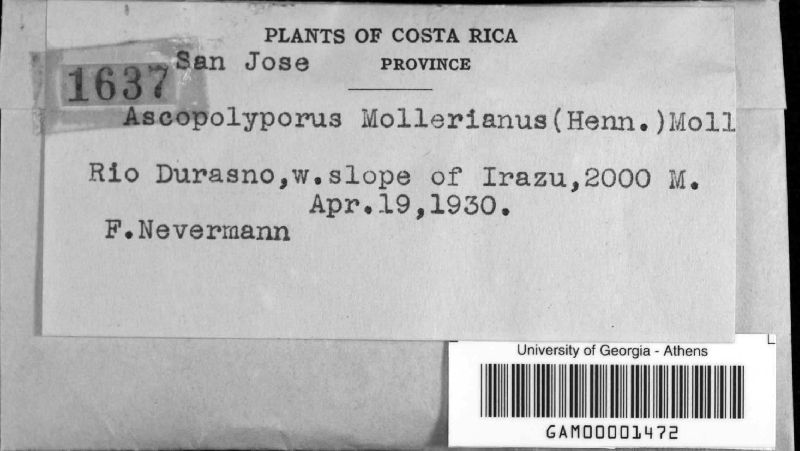 PLANTS OF COSTA RICA
San Jose PROVINCE
1637
Ascopolyporus Mollerianus(Henn.)Moll
Rio Durasno,w.slope of Irazu,2000 M.
Apr.19,1930.
F.Nevermann
University of Georgia - Athens
GAM00001472